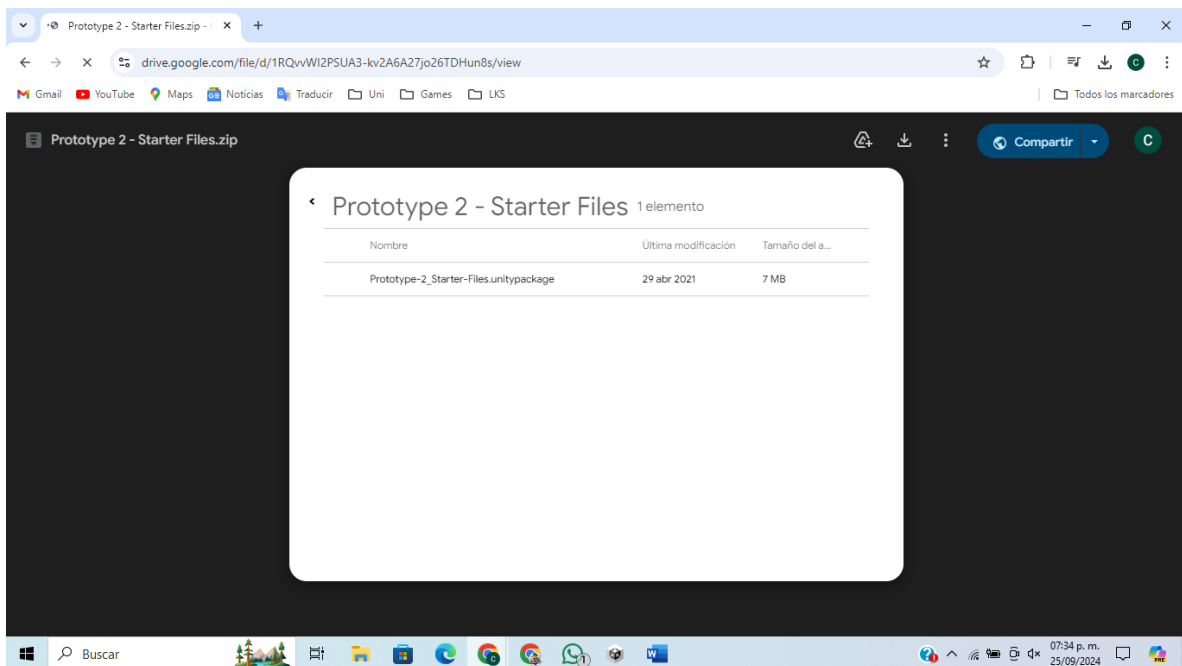 Prototype 2 - Starter Files.zip -
drive.google.com/file/d/1RQvvWI2PSUA3-kv2A6A27jo26TDHun8s/view
C
Gmail YouTube Maps Noticias Traducir Uni Games LKS Todos los marcadores
Prototype 2 - Starter Files.zip Compartir C
Prototype 2 - Starter Files 1 elemento
Nombre Última modificación Tamaño del a...
Prototype-2_Starter-Files.unitypackage 29 abr 2021 7 MB
Buscar
07:34 p. m.
25/09/2024